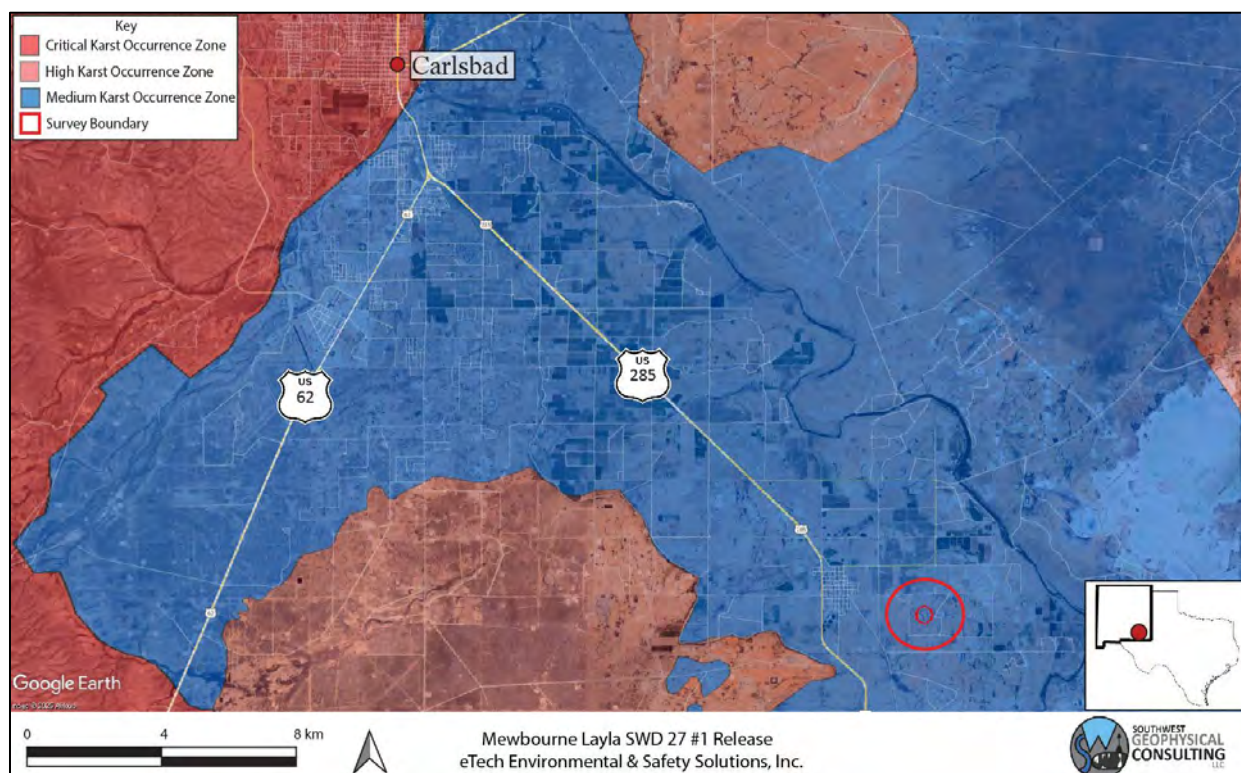 Key
Critical Karst Occurrence Zone
High Karst Occurrence Zone
Medium Karst Occurrence Zone
Survey Boundary
Carlsbad
US
62
US
285
Google Earth
0 4 8 km
Mewbourne Layla SWD 27 #1 Release
eTech Environmental & Safety Solutions, Inc.
SOUTHWEST
GEOPHYSICAL
CONSULTING
LLC